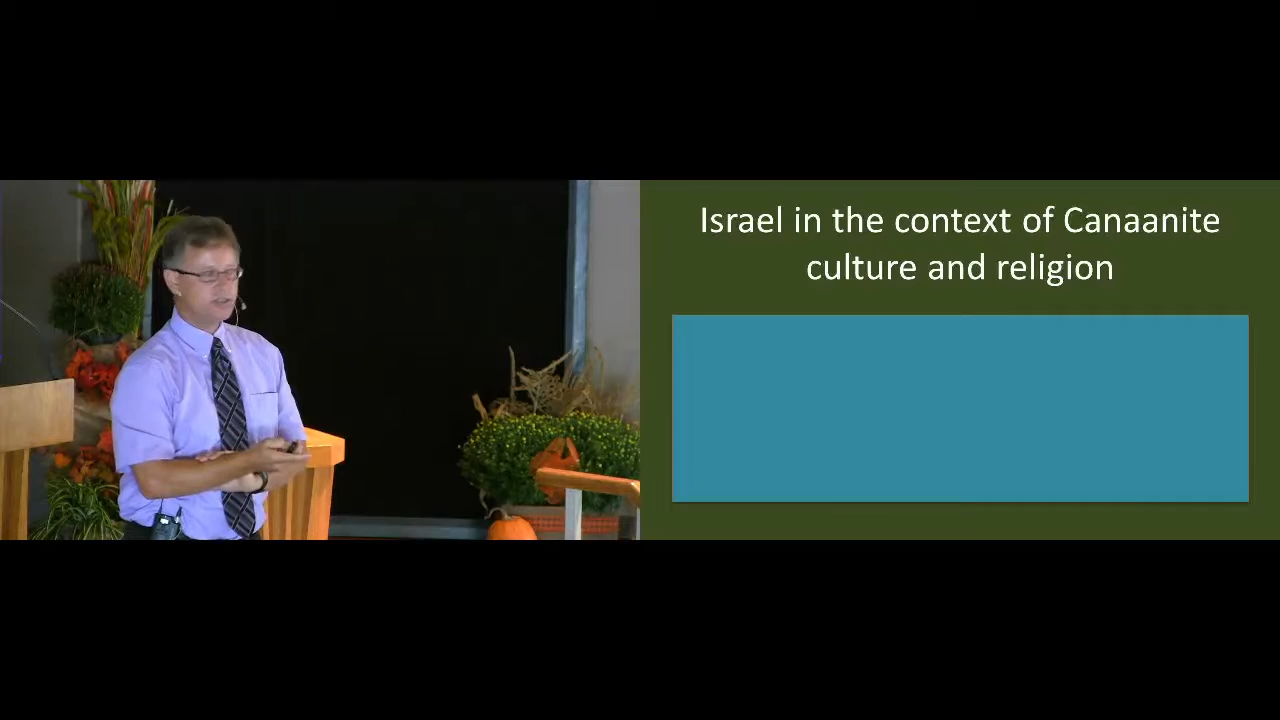 Israel in the context of Canaanite
culture and religion